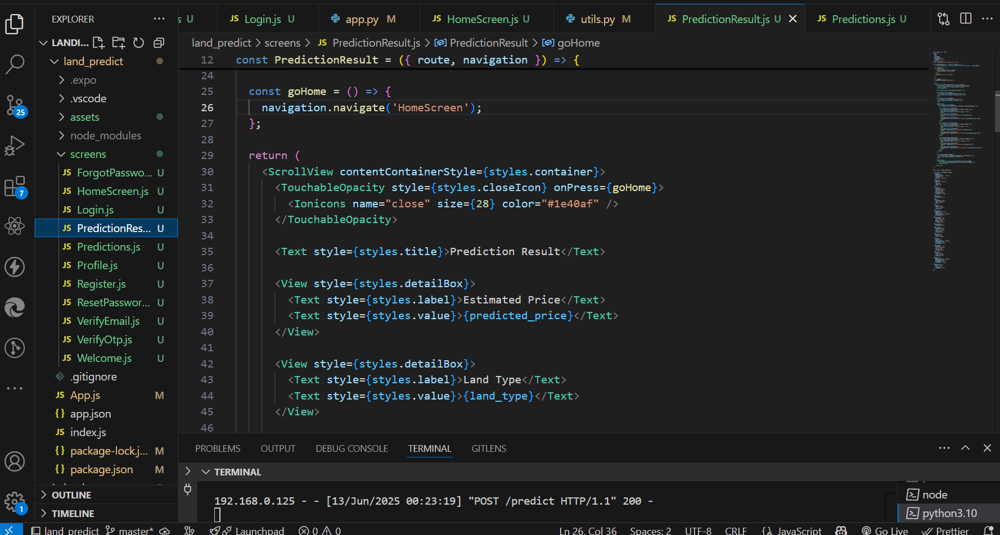 EXPLORER
LANDI...
land_predict
.expo
.vscode
assets
node_modules
screens
JS ForgotPasswo... U
JS HomeScreen.js U
JS Login.js U
JS PredictionRes... U
JS Predictions.js U
JS Profile.js U
JS Register.js U
JS ResetPasswor... U
JS VerifyEmail.js U
JS VerifyOtp.js U
JS Welcome.js U
.gitignore
JS App.js M
{} app.json
JS index.js
{} package-lock.j... M
{} package.json M
OUTLINE
TIMELINE
25
7
1
s U
JS Login.js U
app.py M
JS HomeScreen.js U
utils.py M
JS PredictionResult.js U
JS Predictions.js U
land_predict > screens > JS PredictionResult.js > PredictionResult > goHome
12 const PredictionResult = ({ route, navigation }) => {
24
25 const goHome = () => {
26 navigation.navigate('HomeScreen');
27 };
28
29 return (
30 <ScrollView contentContainerStyle={styles.container}>
31 <TouchableOpacity style={styles.closeIcon} onPress={goHome}>
32 <Ionicons name="close" size={28} color="#1e40af" />
33 </TouchableOpacity>
34
35 <Text style={styles.title}>Prediction Result</Text>
36
37 <View style={styles.detailBox}>
38 <Text style={styles.label}>Estimated Price</Text>
39 <Text style={styles.value}>{predicted_price}</Text>
40 </View>
41
42 <View style={styles.detailBox}>
43 <Text style={styles.label}>Land Type</Text>
44 <Text style={styles.value}>{land_type}</Text>
45 </View>
46
PROBLEMS OUTPUT DEBUG CONSOLE TERMINAL GITLENS
TERMINAL
192.168.0.125 - - [13/Jun/2025 00:23:19] "POST /predict HTTP/1.1" 200 -
node
python3.10
land_predict master* Launchpad 0 0 Ln 26, Col 36 Spaces: 2 UTF-8 CRLF {} JavaScript Go Live Prettier